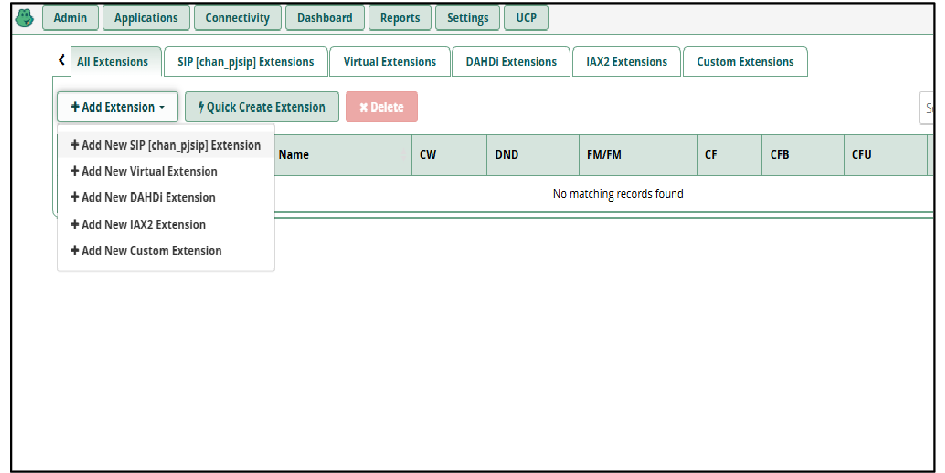 Admin Applications Connectivity Dashboard Reports Settings UCP
All Extensions SIP [chan_pjsip] Extensions Virtual Extensions DAHDi Extensions IAX2 Extensions Custom Extensions
Add Extension Quick Create Extension Delete
Add New SIP [chan_pjsip] Extension
Name CW DND FM/FM CF CFB CFU
Add New Virtual Extension
Add New DAHDi Extension
No matching records found
Add New IAX2 Extension
Add New Custom Extension